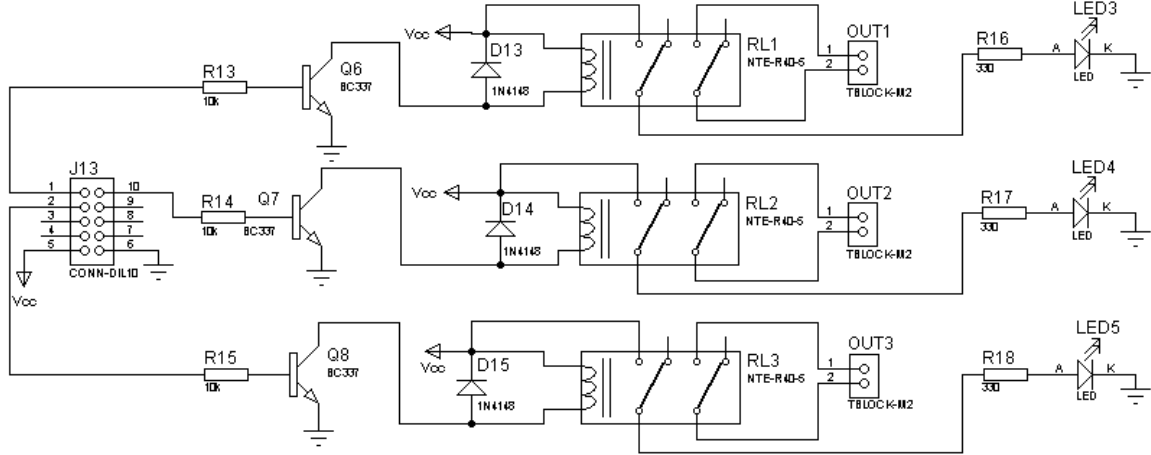 LED3
Vcc
D13
RL1
OUT1
R16
A
K
Q6
NTE-R40-5
1
2
330
LED
R13
BC337
1N4148
TBLOCK-M2
10k
J13
LED4
1
10
R14
Q7
Vcc
D14
RL2
OUT2
R17
A
K
2
9
NTE-R40-5
1
2
330
LED
3
8
10k
BC337
1N4148
TBLOCK-M2
4
7
5
6
CONN-DIL10
Vcc
LED5
R15
Q8
Vcc
D15
RL3
OUT3
R18
A
K
BC337
NTE-R40-5
1
2
330
LED
10k
1N4148
TBLOCK-M2